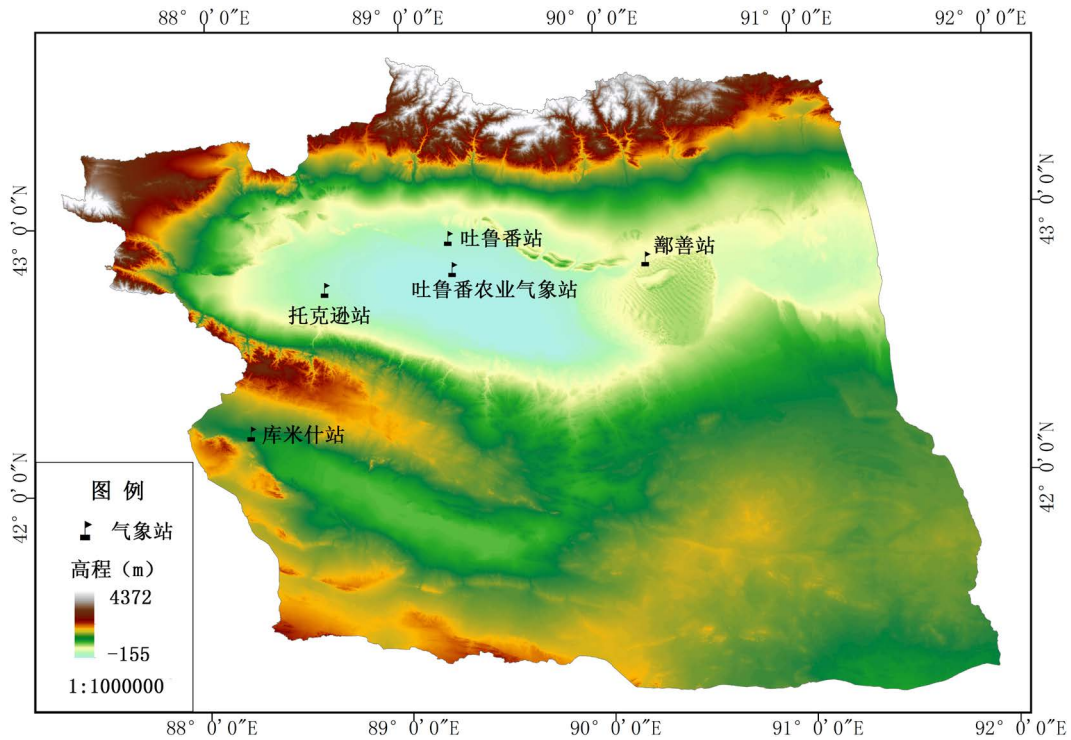 88° 0′0″E
89° 0′0″E
90° 0′0″E
91° 0′0″E
92° 0′0″E
43° 0′0″N
43° 0′0″N
吐鲁番站
鄯善站
吐鲁番农业气象站
托克逊站
库米什站
42° 0′0″N
42° 0′0″N
图 例
气象站
高程（m）
4372
-155
1:1000000
88° 0′0″E
89° 0′0″E
90° 0′0″E
91° 0′0″E
92° 0′0″E